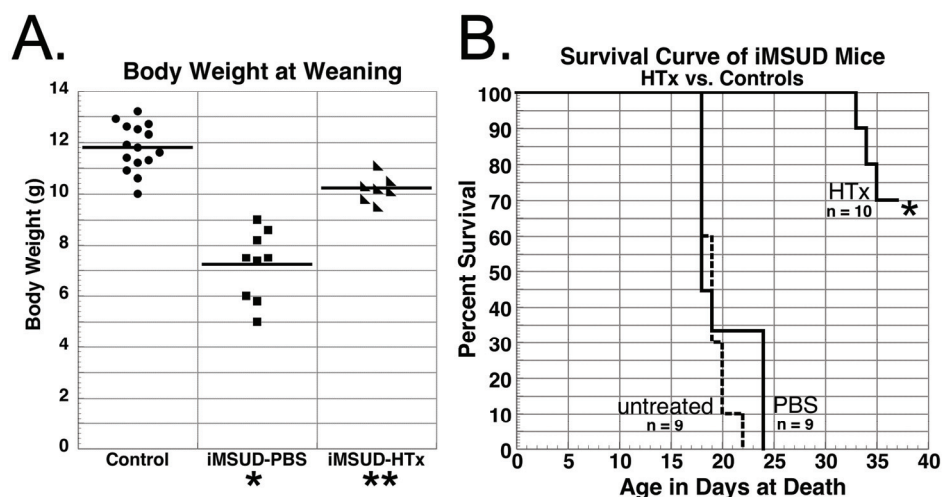 A.
Body Weight at Weaning
Body Weight (g)
14
12
10
8
6
4
2
0
Control
iMSUD-PBS
iMSUD-HTx
*
**
B.
Survival Curve of iMSUD Mice
HTx vs. Controls
Percent Survival
100
90
80
70
60
50
40
30
20
10
0
HTx
n = 10
*
untreated
n = 9
PBS
n = 9
0 5 10 15 20 24 30 35 40
Age in Days at Death